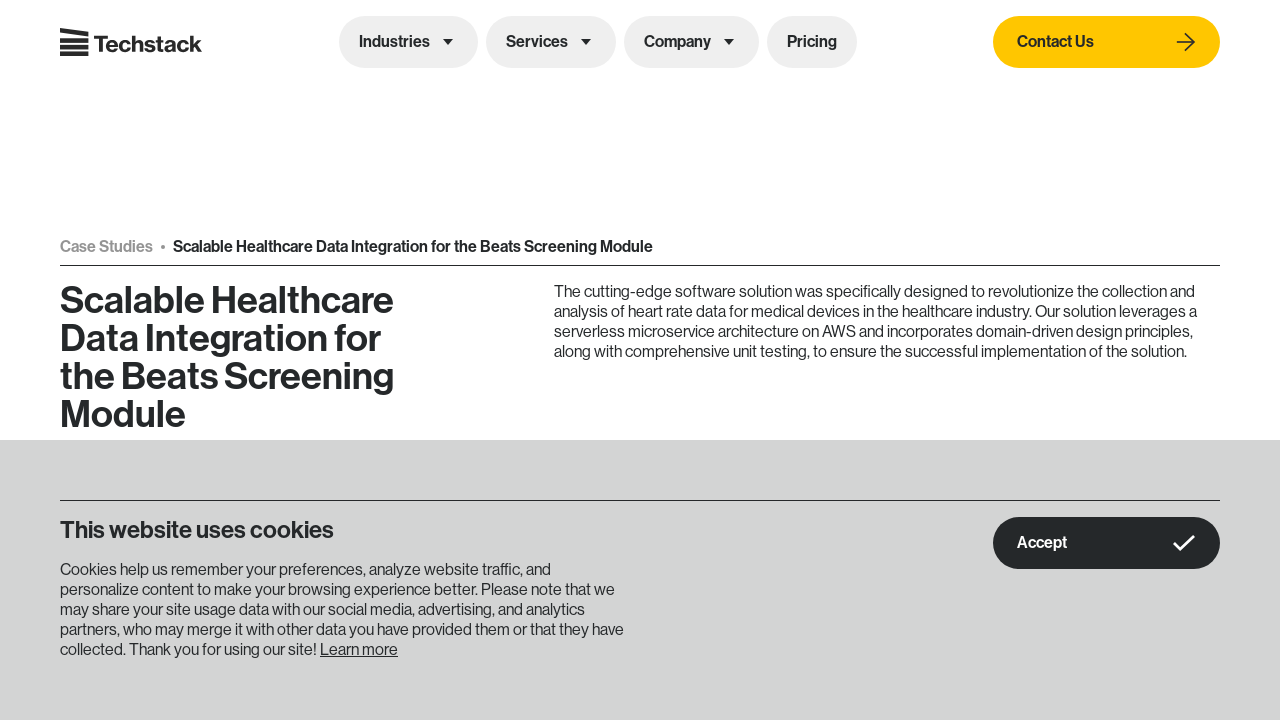 Techstack
Industries
Services
Company
Pricing
Contact Us
Case Studies • Scalable Healthcare Data Integration for the Beats Screening Module
Scalable Healthcare
Data Integration for
the Beats Screening
Module
The cutting-edge software solution was specifically designed to revolutionize the collection and
analysis of heart rate data for medical devices in the healthcare industry. Our solution leverages a
serverless microservice architecture on AWS and incorporates domain-driven design principles,
along with comprehensive unit testing, to ensure the successful implementation of the solution.
This website uses cookies
Accept
Cookies help us remember your preferences, analyze website traffic, and
personalize content to make your browsing experience better. Please note that we
may share your site usage data with our social media, advertising, and analytics
partners, who may merge it with other data you have provided them or that they have
collected. Thank you for using our site! Learn more